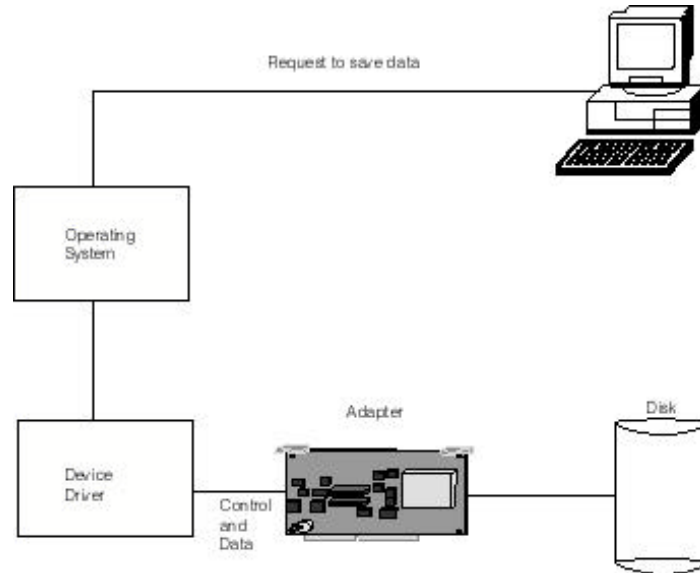 Request to save data
Operating
System
Adapter
Disk
Device
Driver
Control
and
Data